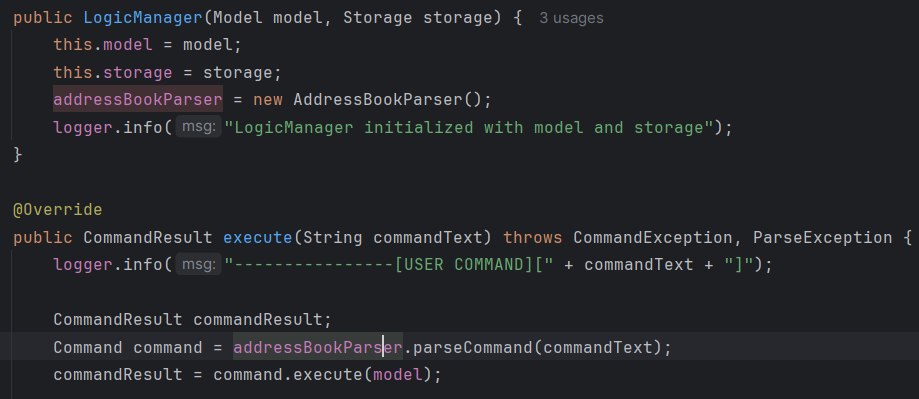 public LogicManager(Model model, Storage storage) { 3 usages
    this.model = model;
    this.storage = storage;
    addressBookParser = new AddressBookParser();
    logger.info( msg: "LogicManager initialized with model and storage");
}
@Override
public CommandResult execute(String commandText) throws CommandException, ParseException {
    logger.info( msg: "----------------[USER COMMAND][" + commandText + "]");
    CommandResult commandResult;
    Command command = addressBookParser.parseCommand(commandText);
    commandResult = command.execute(model);